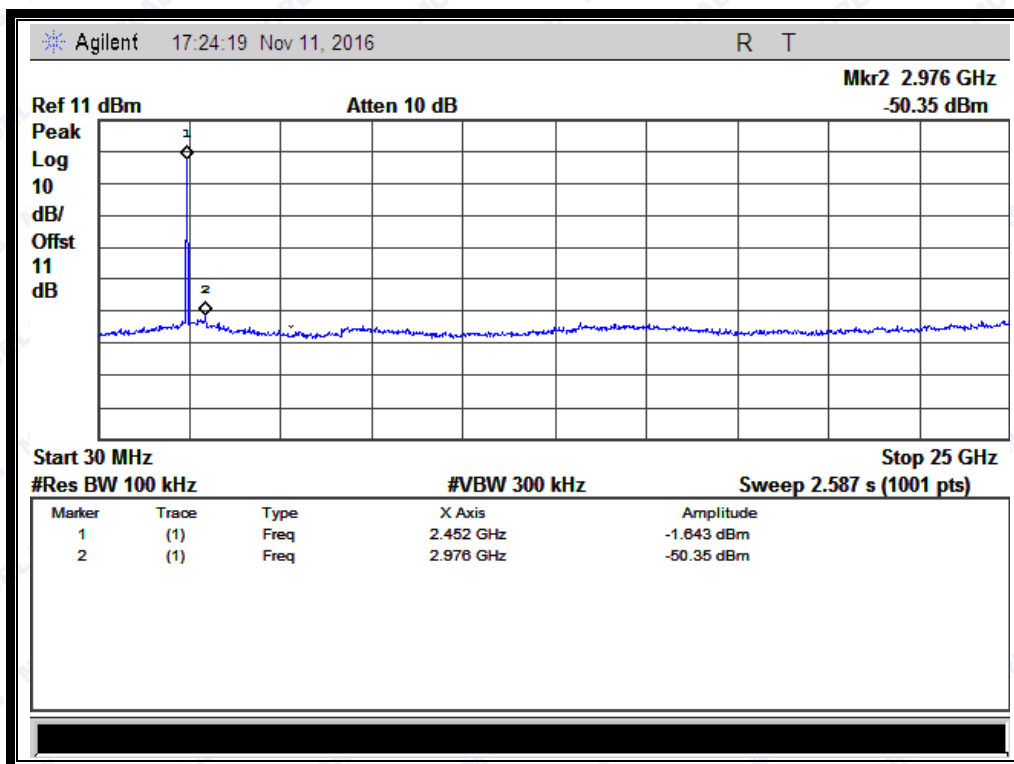 Agilent 17:24:19 Nov 11, 2016 R T
Mkr2 2.976 GHz
Ref 11 dBm Atten 10 dB -50.35 dBm
Peak
Log
10
dB/
Offst
11
dB
1
2
Start 30 MHz Stop 25 GHz
#Res BW 100 kHz #VBW 300 kHz Sweep 2.587 s (1001 pts)
Marker Trace Type X Axis Amplitude
1 (1) Freq 2.452 GHz -1.643 dBm
2 (1) Freq 2.976 GHz -50.35 dBm